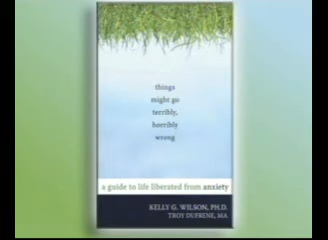 things
might go
terribly,
horribly
wrong
a guide to life liberated from anxiety
KELLY G. WILSON, PH.D.
TROY DUFRENE, MA